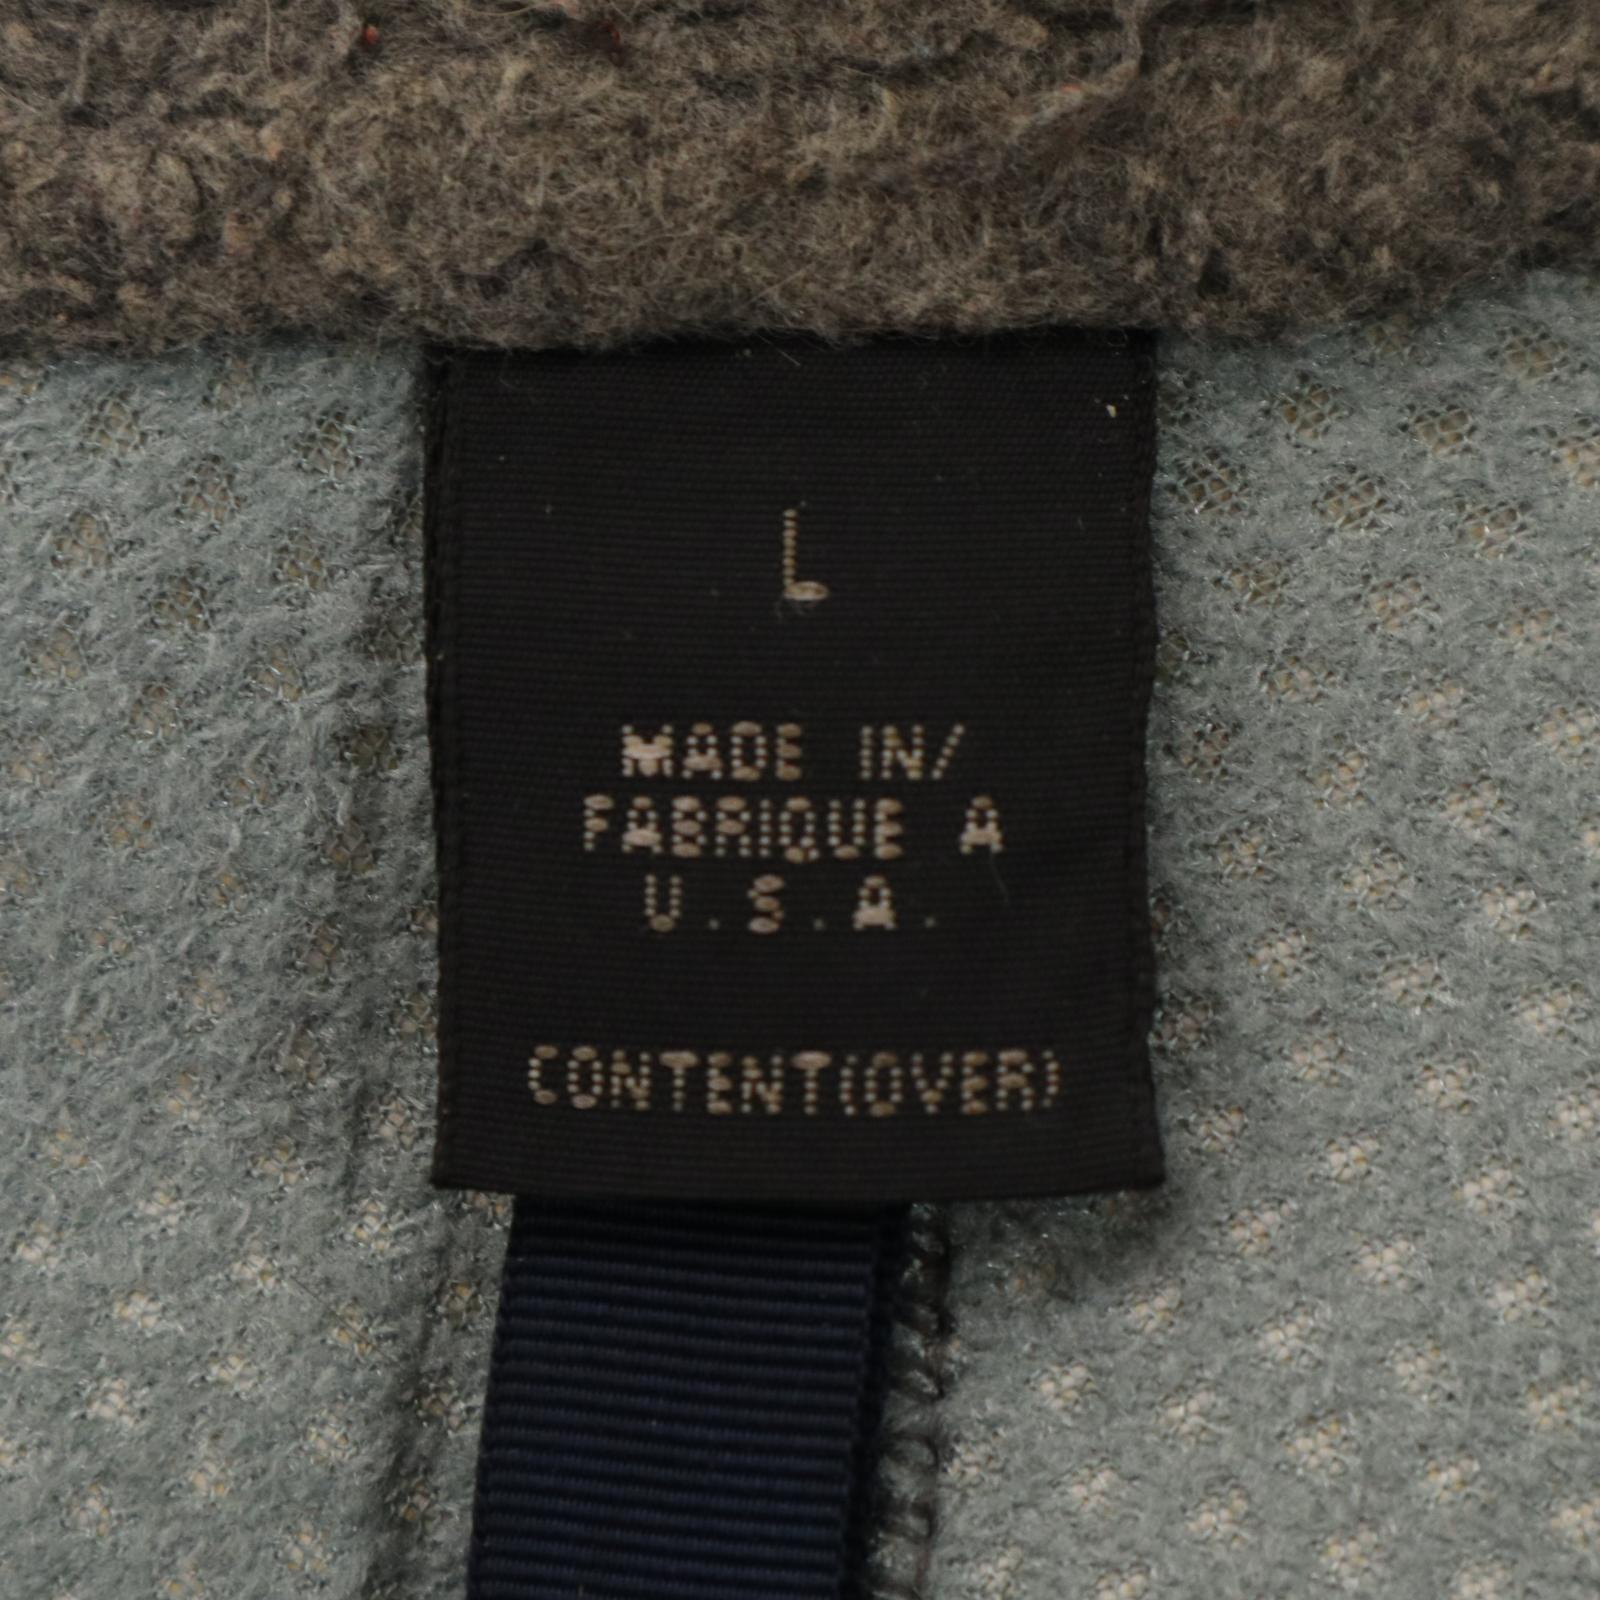 L
MADE IN/
FABRIQUE A
U.S.A.
CONTENT(OVER)